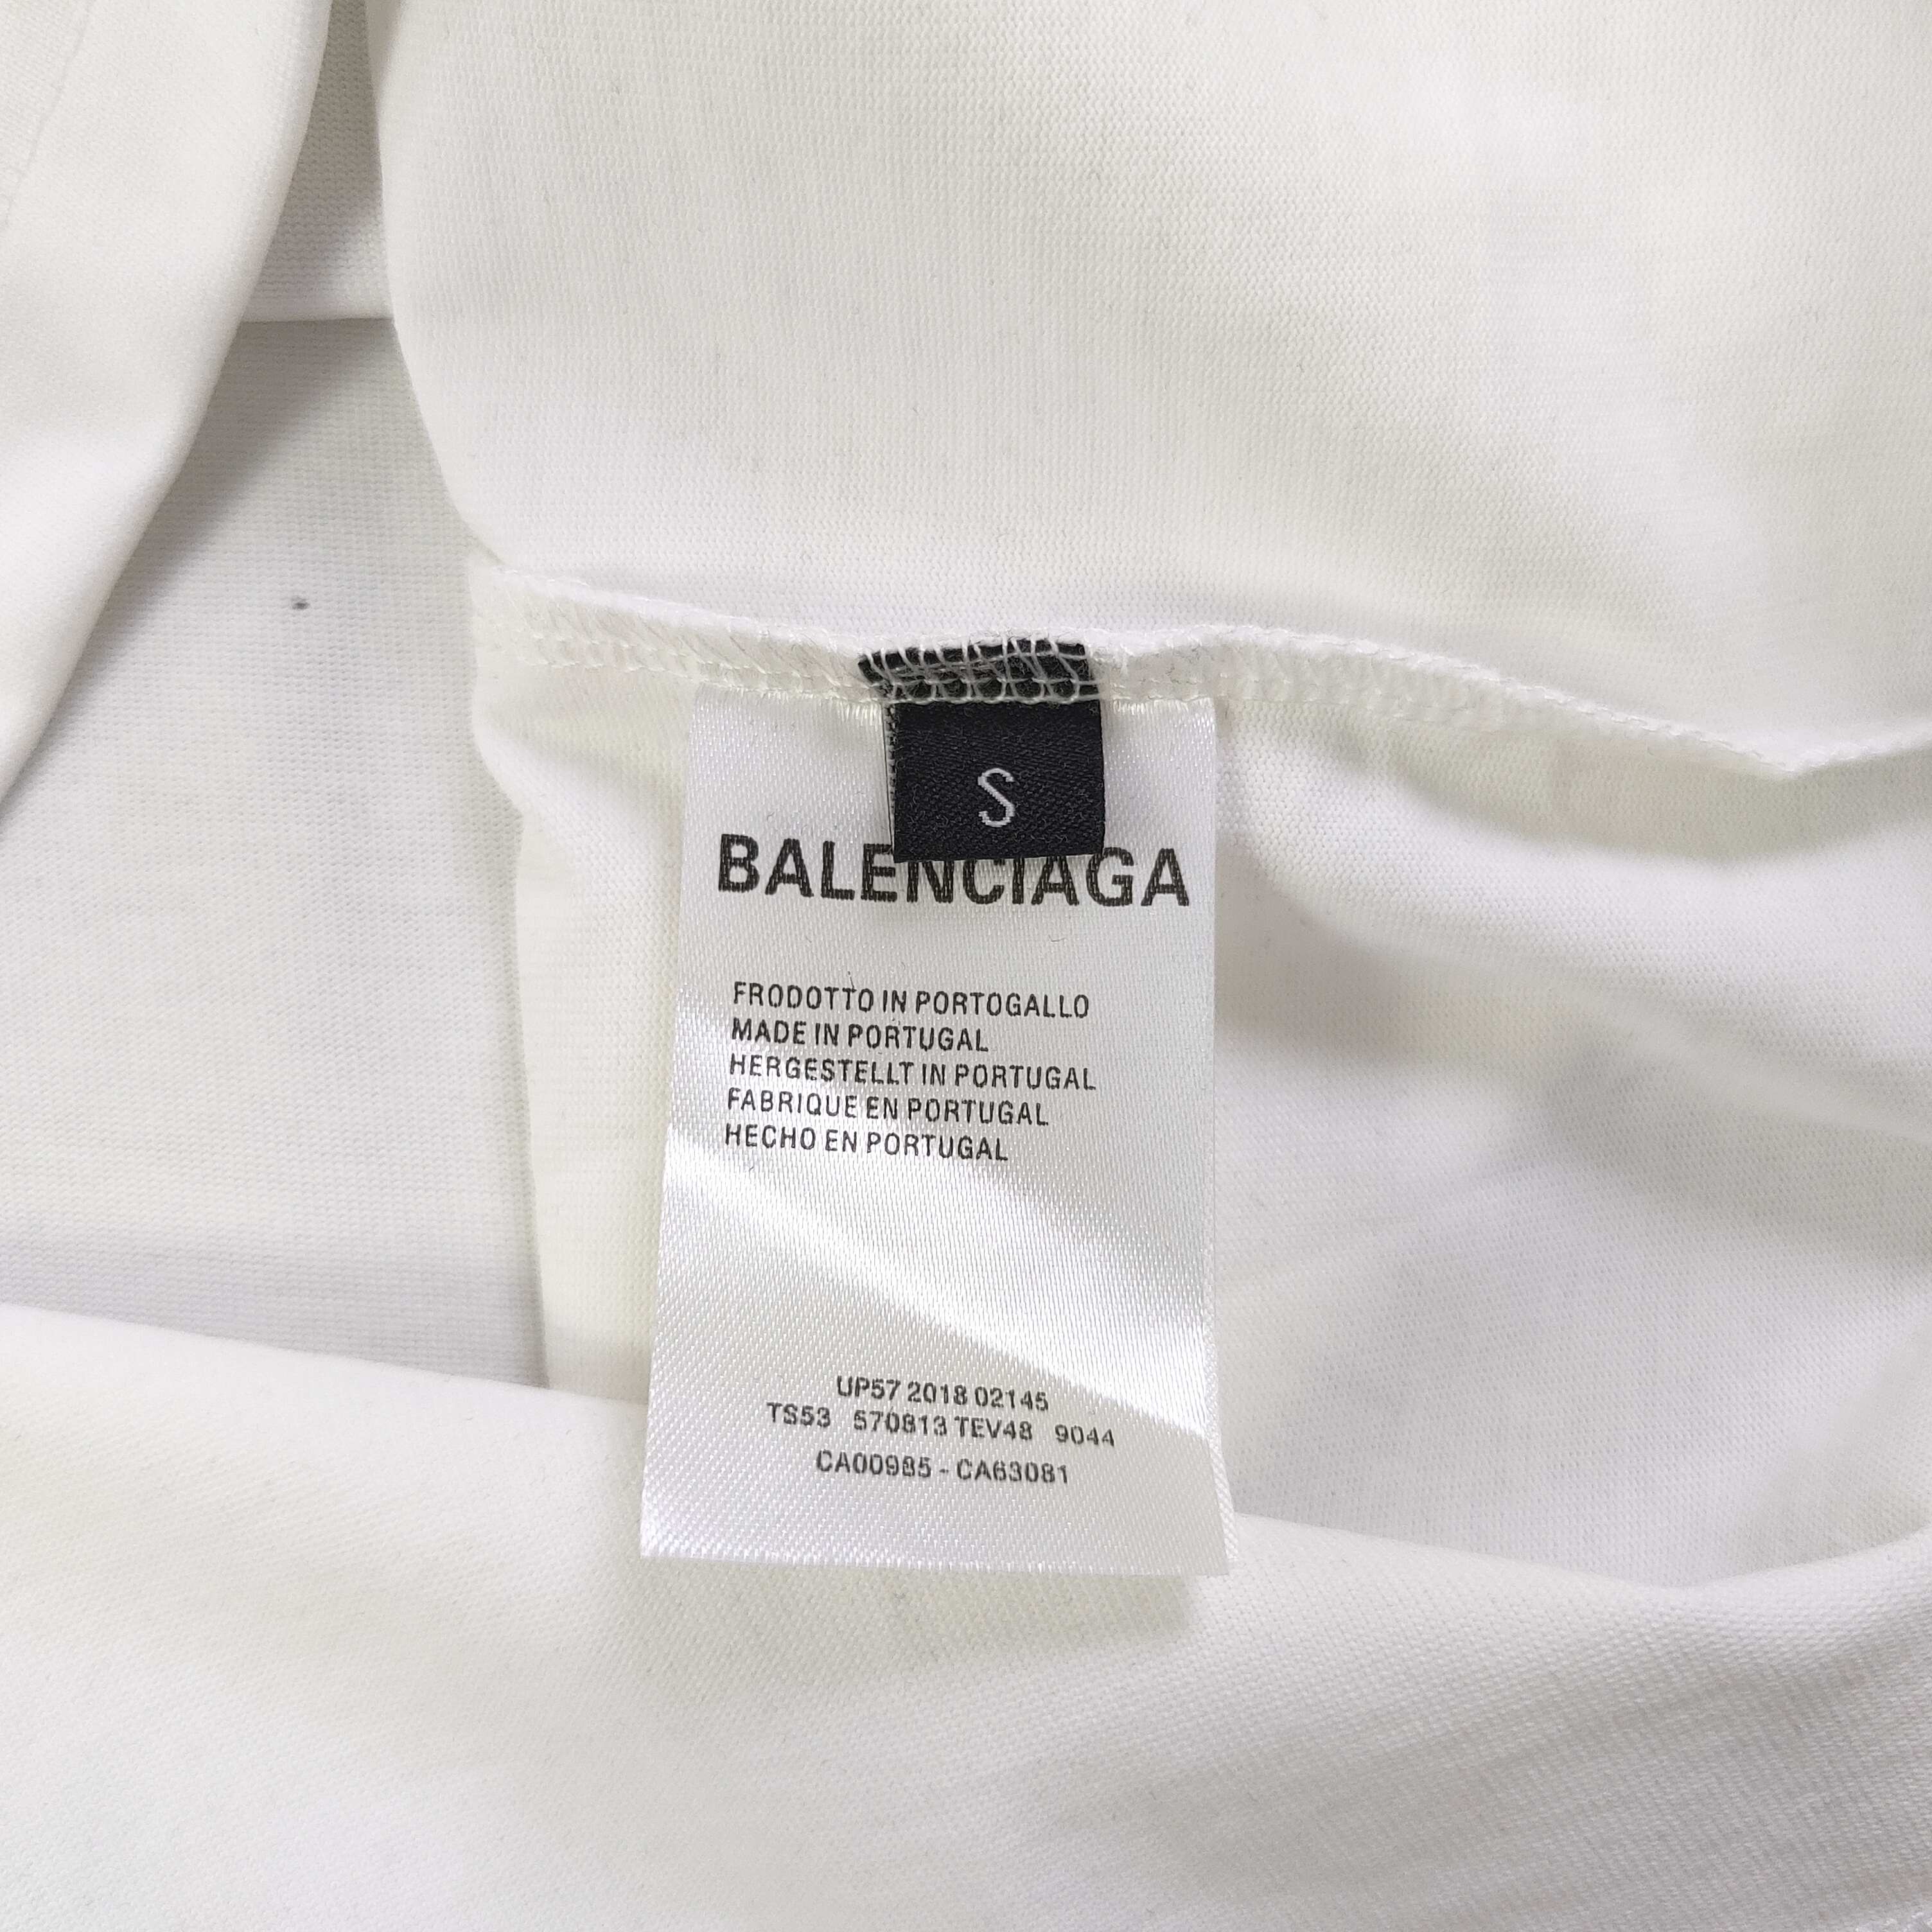 S
BALENCIAGA
FRODOTTO IN PORTOGALLO
MADE IN PORTUGAL
HERGESTELLT IN PORTUGAL
FABRIQUE EN PORTUGAL
HECHO EN PORTUGAL
UP57 2018 02145
TS53 570813 TEV48 9044
CA00985 - CA63081